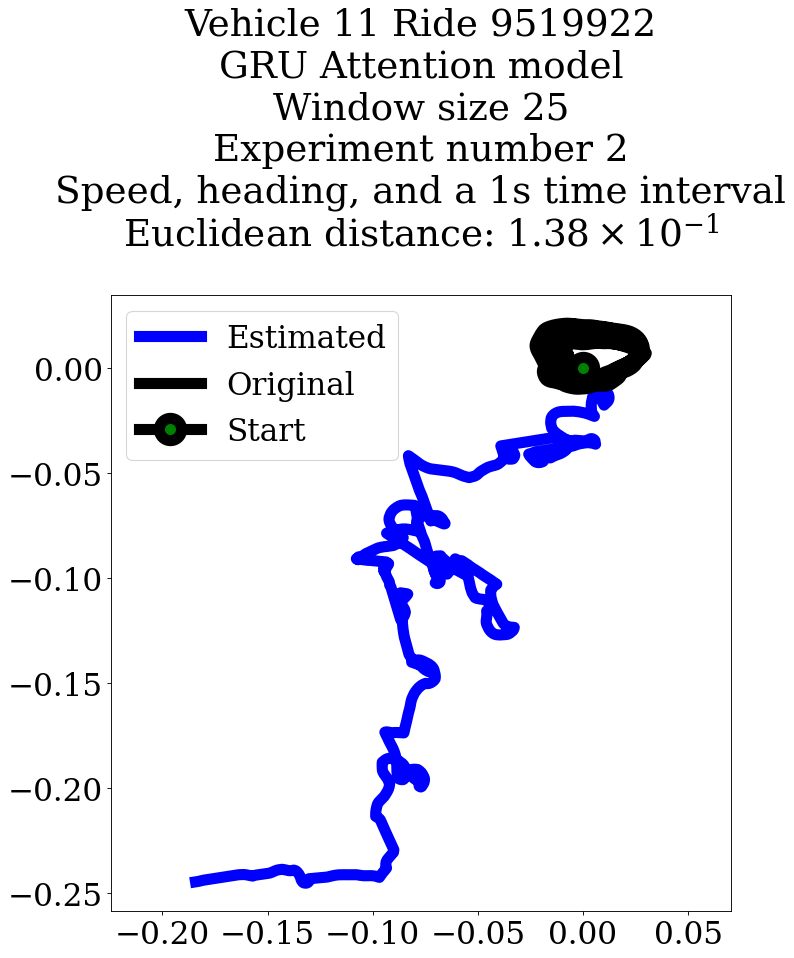 Vehicle 11 Ride 9519922
GRU Attention model
Window size 25
Experiment number 2
Speed, heading, and a 1s time interval
Euclidean distance: 1.38 × 10⁻¹
Estimated
Original
Start
0.00
−0.05
−0.10
−0.15
−0.20
−0.25
−0.20 −0.15 −0.10 −0.05 0.00 0.05